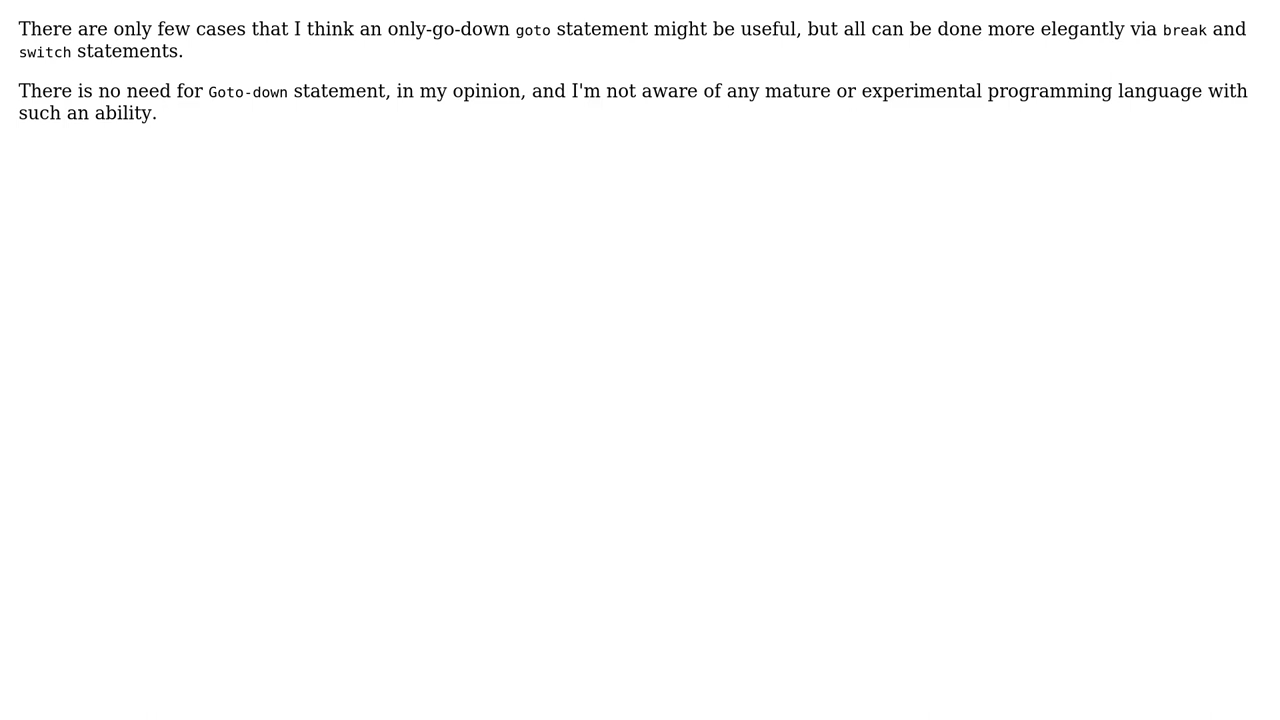 There are only few cases that I think an only-go-down goto statement might be useful, but all can be done more elegantly via break and
switch statements.
There is no need for Goto-down statement, in my opinion, and I'm not aware of any mature or experimental programming language with
such an ability.